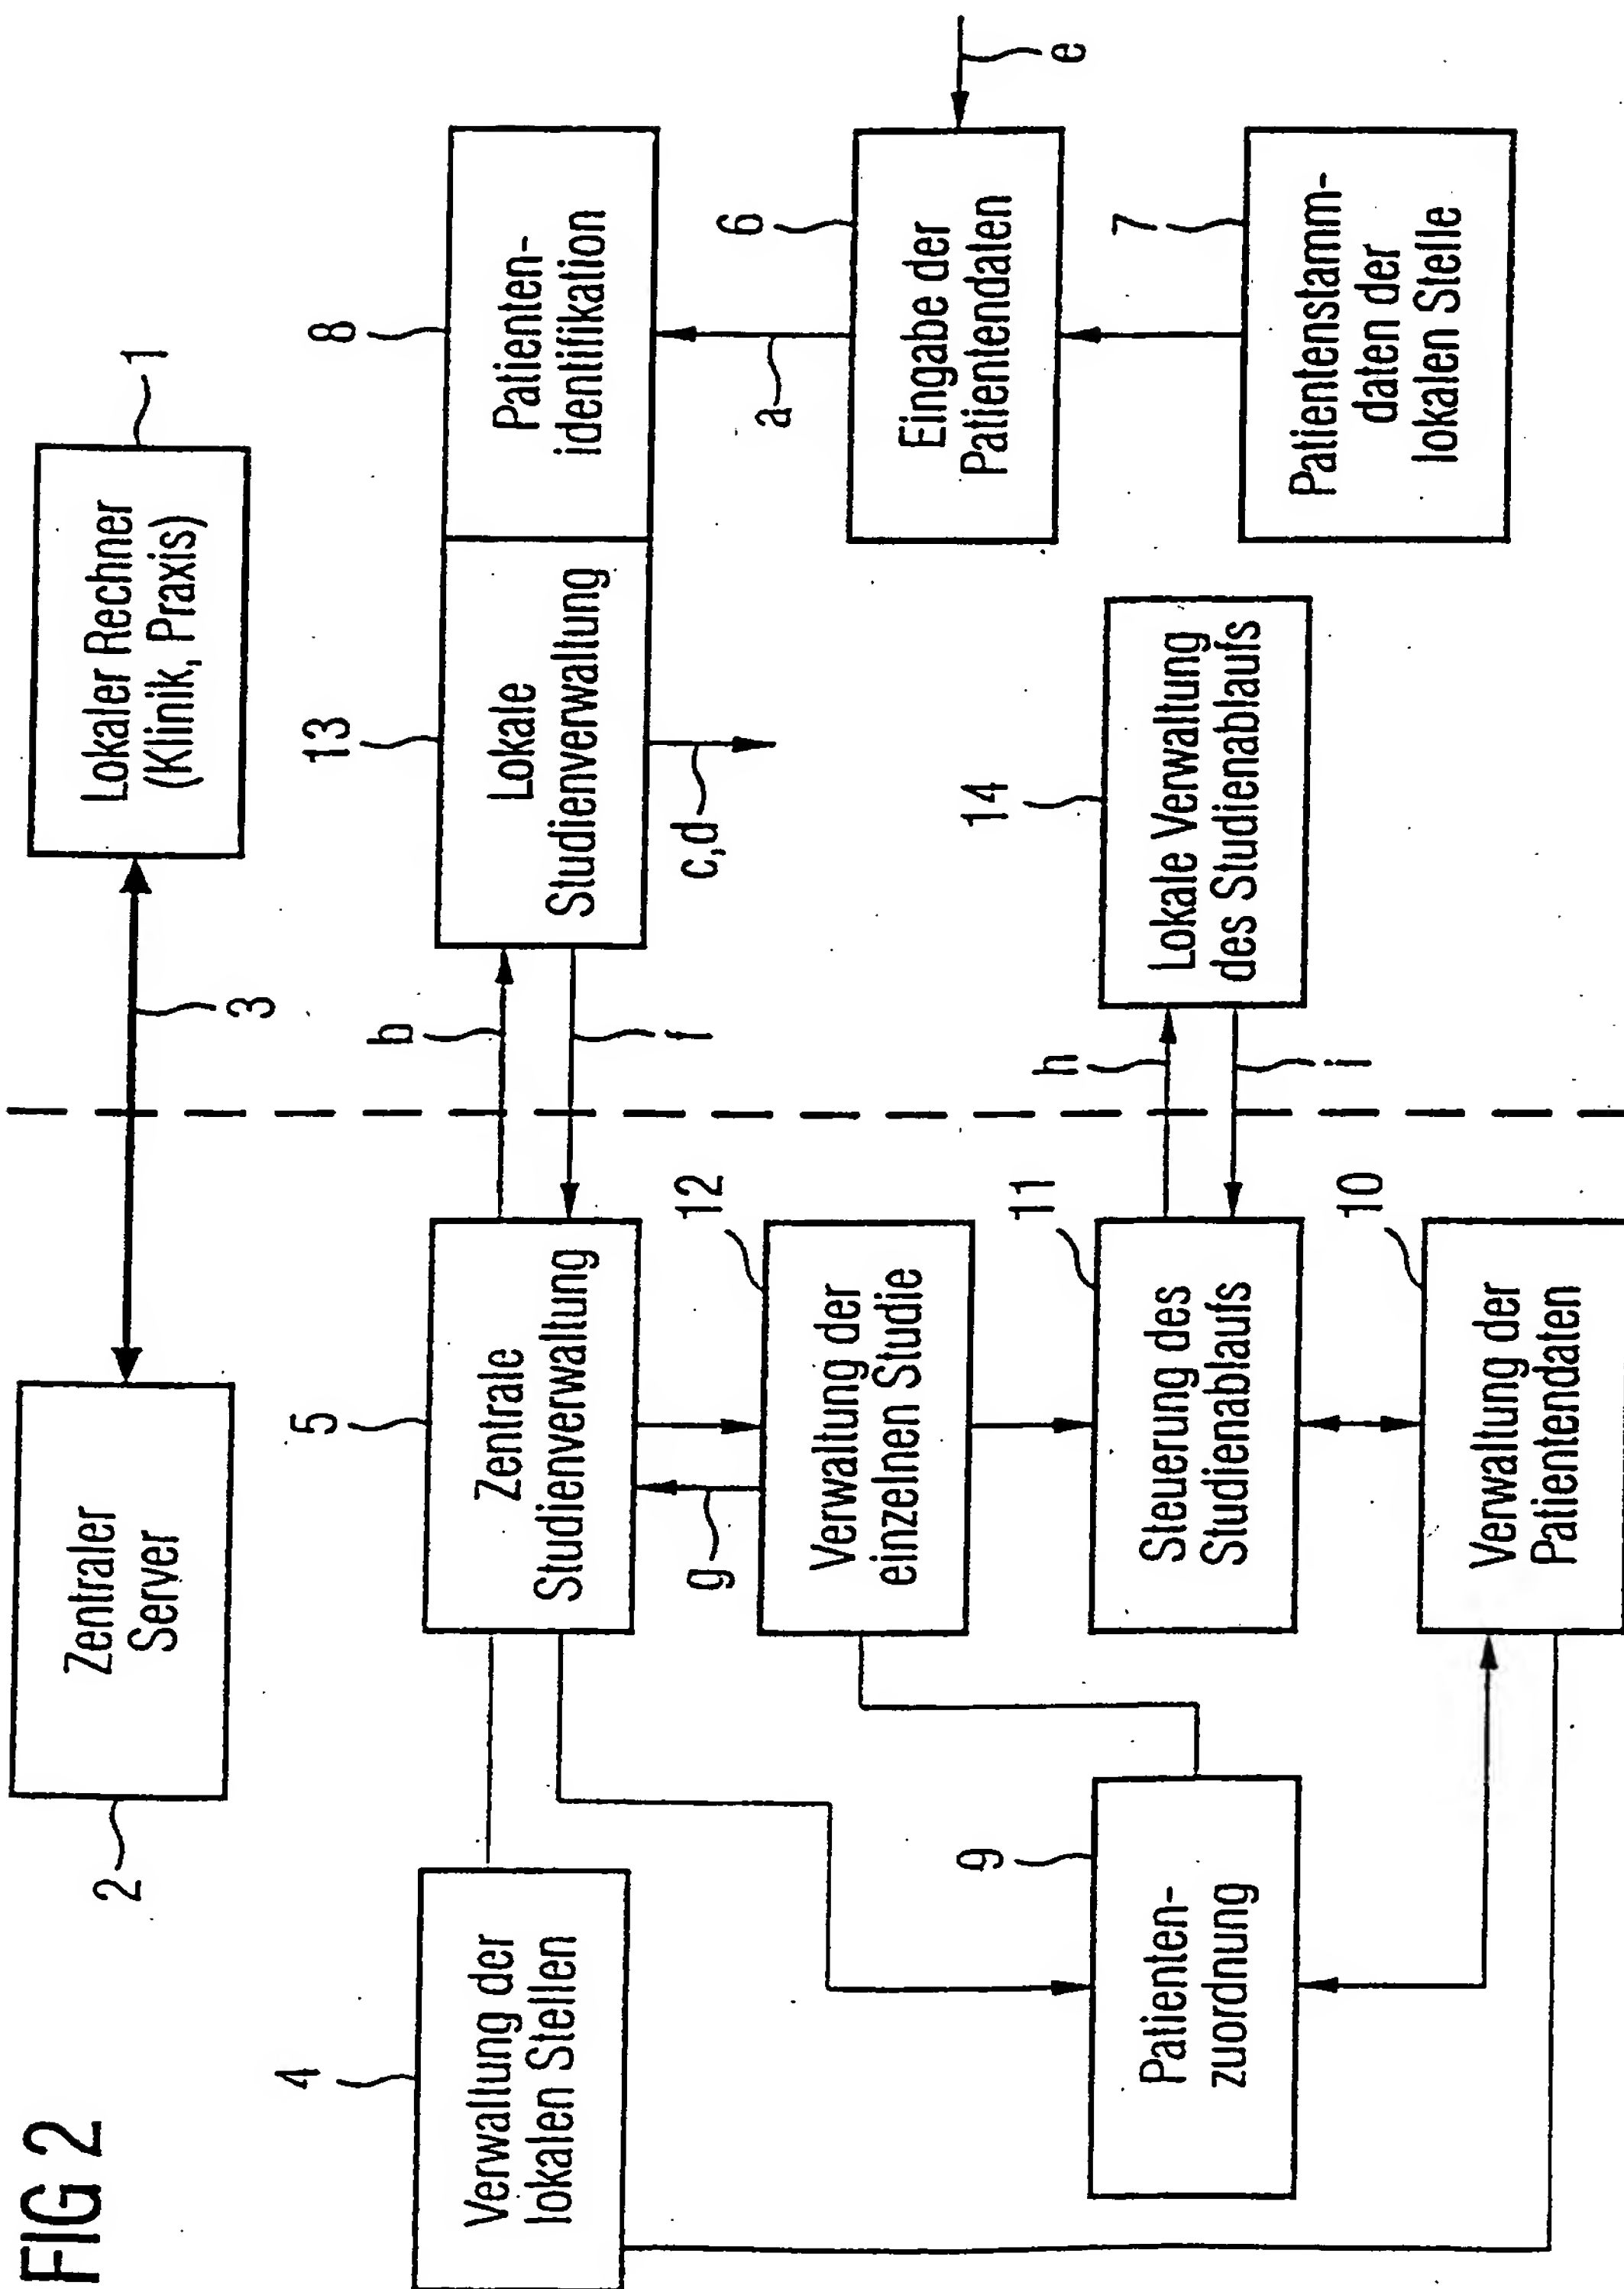 FIG 2
Zentraler
Server
2
3
Lokaler Rechner
(Klinik, Praxis)
1
4
Verwaltung der
lokalen Stellen
5
Zentrale
Studienverwaltung
b
f
13
Lokale
Studienverwaltung
8
Patienten-
identifikation
c,d
a
g
12
Verwaltung der
einzelnen Studie
6
Eingabe der
Patientendaten
e
9
Patienten-
zuordnung
11
Steuerung des
Studienablaufs
h
i
14
Lokale Verwaltung
des Studienablaufs
7
Patientenstamm-
daten der
lokalen Stelle
10
Verwaltung der
Patientendaten